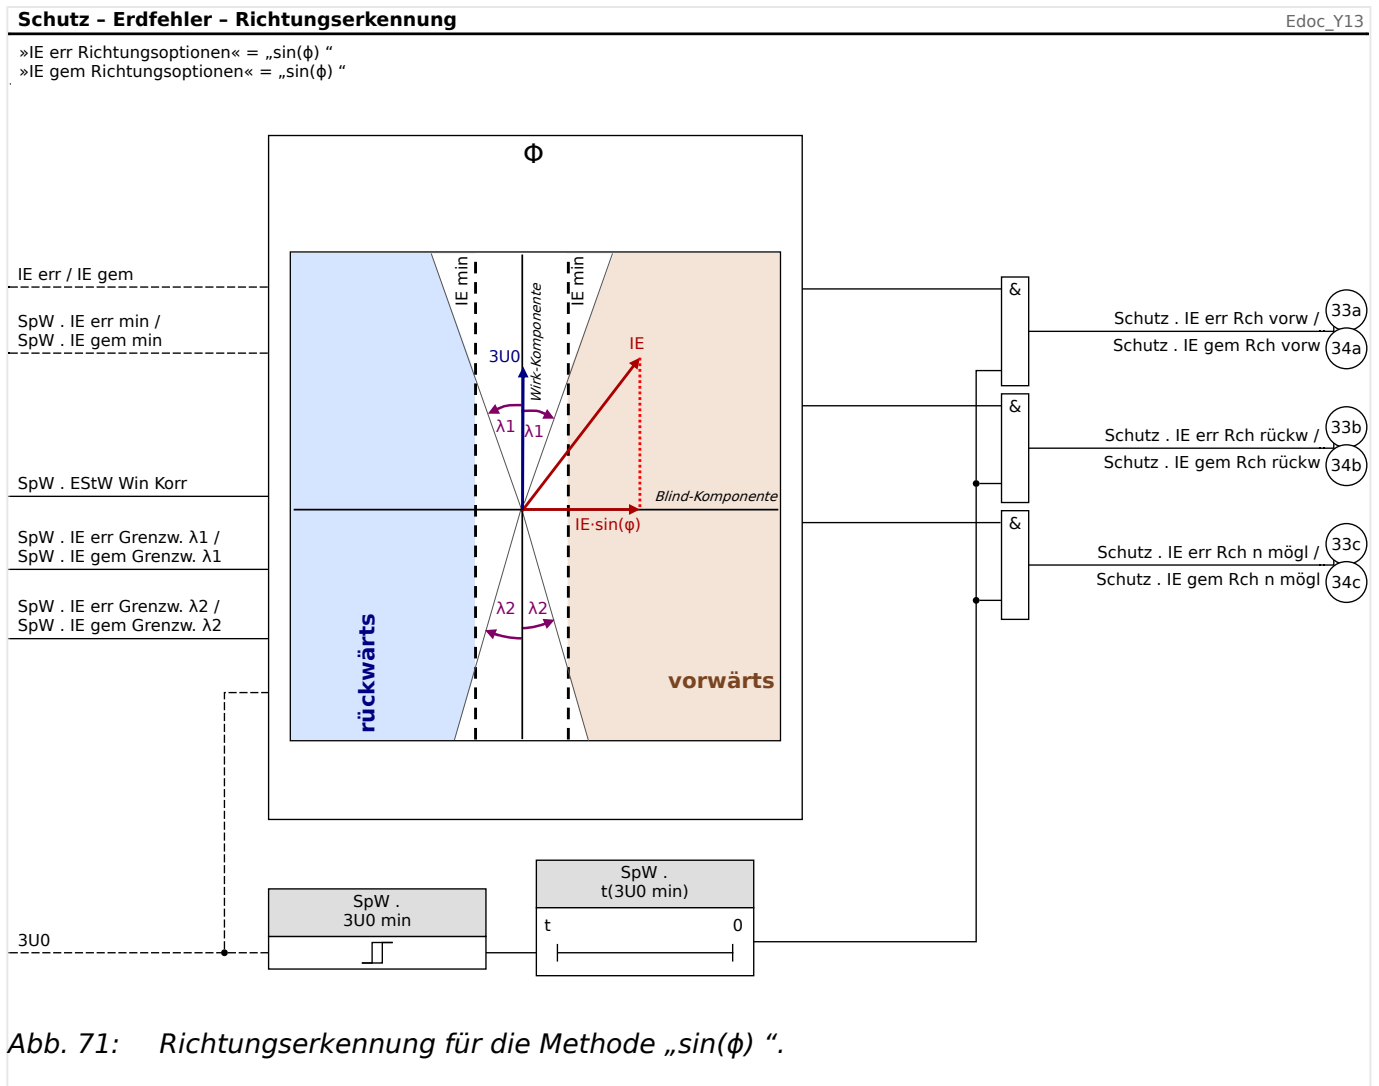 Schutz – Erdfehler – Richtungserkennung
Edoc_Y13
»IE err Richtungsoptionen« = „sin(ϕ) “
»IE gem Richtungsoptionen« = „sin(ϕ) “
Φ
IE err / IE gem
SpW . IE err min /
SpW . IE gem min
SpW . EStW Win Korr
SpW . IE err Grenzw. λ1 /
SpW . IE gem Grenzw. λ1
SpW . IE err Grenzw. λ2 /
SpW . IE gem Grenzw. λ2
3U0
IE min
IE min
Wirk-Komponente
3U0
IE
λ1
λ1
Blind-Komponente
IE·sin(φ)
λ2
λ2
rückwärts
vorwärts
&
Schutz . IE err Rch vorw /
33a
Schutz . IE gem Rch vorw
34a
&
Schutz . IE err Rch rückw /
33b
Schutz . IE gem Rch rückw
34b
&
Schutz . IE err Rch n mögl /
33c
Schutz . IE gem Rch n mögl
34c
SpW .
3U0 min
SpW .
t(3U0 min)
t
0
Abb. 71: Richtungserkennung für die Methode „sin(ϕ) “.